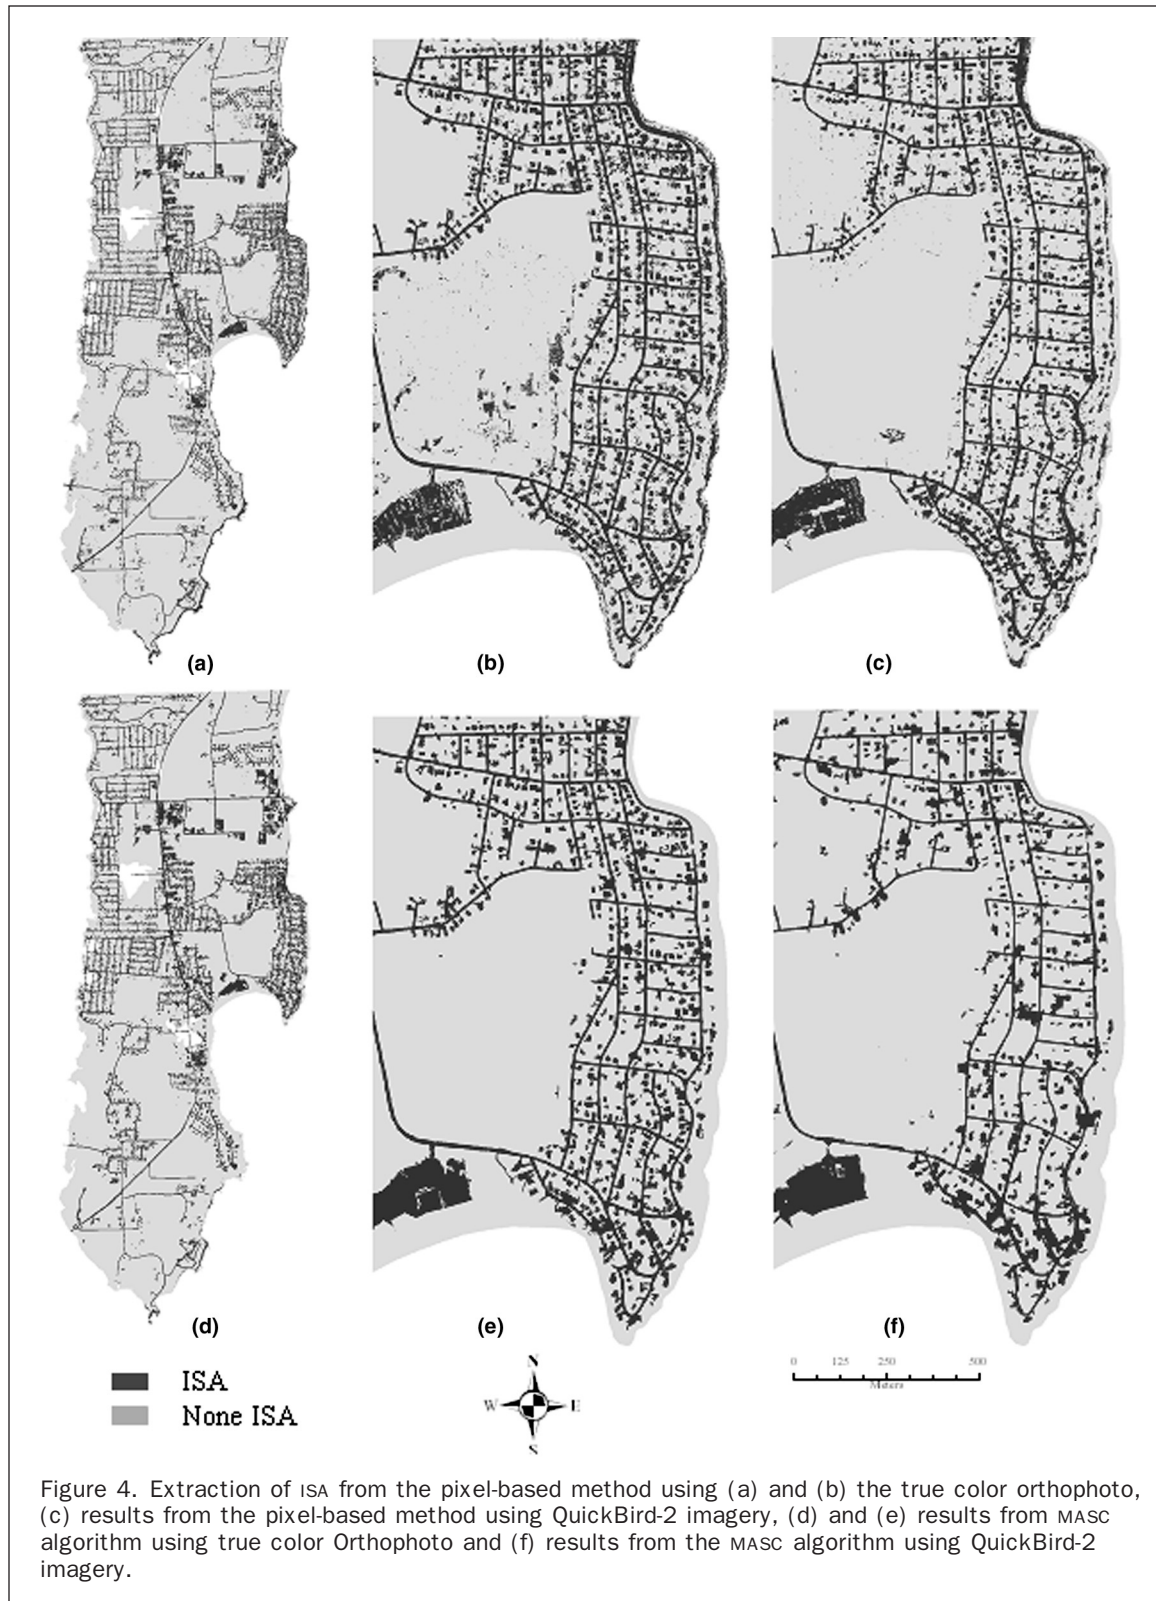 (a)
(b)
(c)
(d)
(e)
(f)
ISA
None ISA
N
W E
S
0 125 250 500
Meters
Figure 4. Extraction of ISA from the pixel-based method using (a) and (b) the true color orthophoto,
(c) results from the pixel-based method using QuickBird-2 imagery, (d) and (e) results from MASC
algorithm using true color Orthophoto and (f) results from the MASC algorithm using QuickBird-2
imagery.